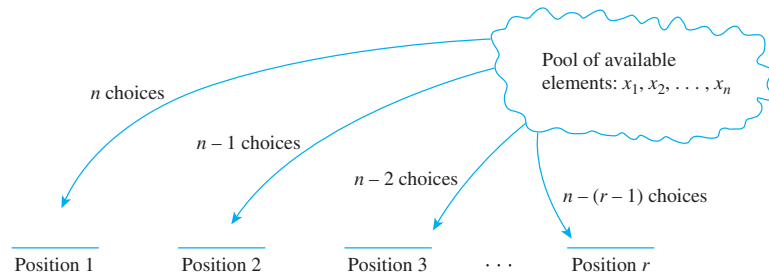 Pool of available
elements: x₁, x₂, . . . , xₙ
n choices
n – 1 choices
n – 2 choices
n – (r – 1) choices
Position 1 Position 2 Position 3 . . . Position r